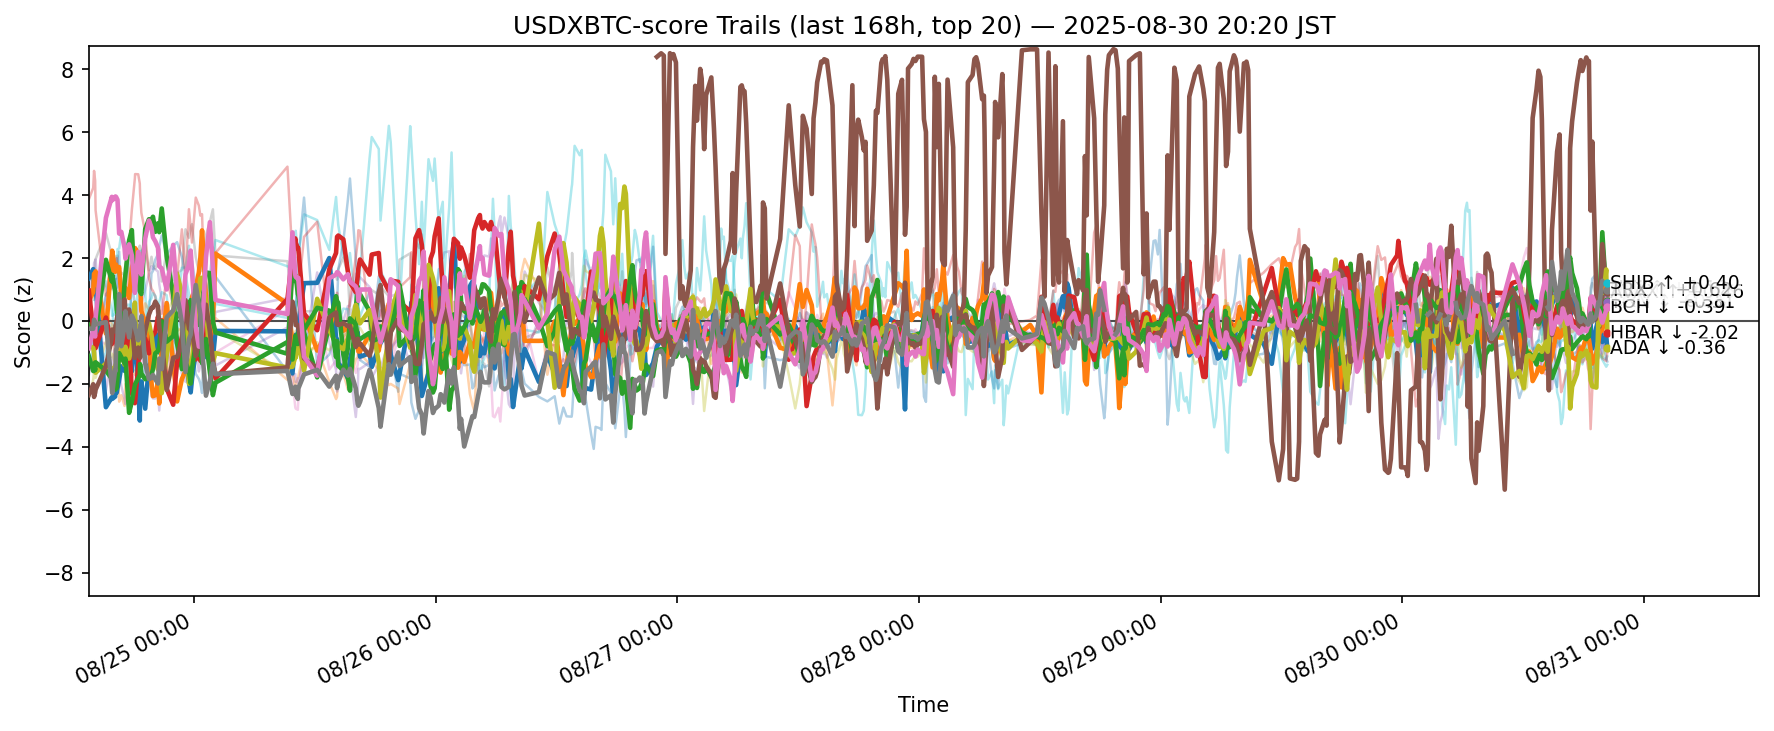 USDXBTC-score Trails (last 168h, top 20) — 2025-08-30 20:20 JST
Score (z)
8
6
4
2
0
−2
−4
−6
−8
SHIB ↑ +0.40
BCH ↓ -0.39
HBAR ↓ -2.02
ADA ↓ -0.36
08/25 00:00
08/26 00:00
08/27 00:00
08/28 00:00
08/29 00:00
08/30 00:00
08/31 00:00
Time